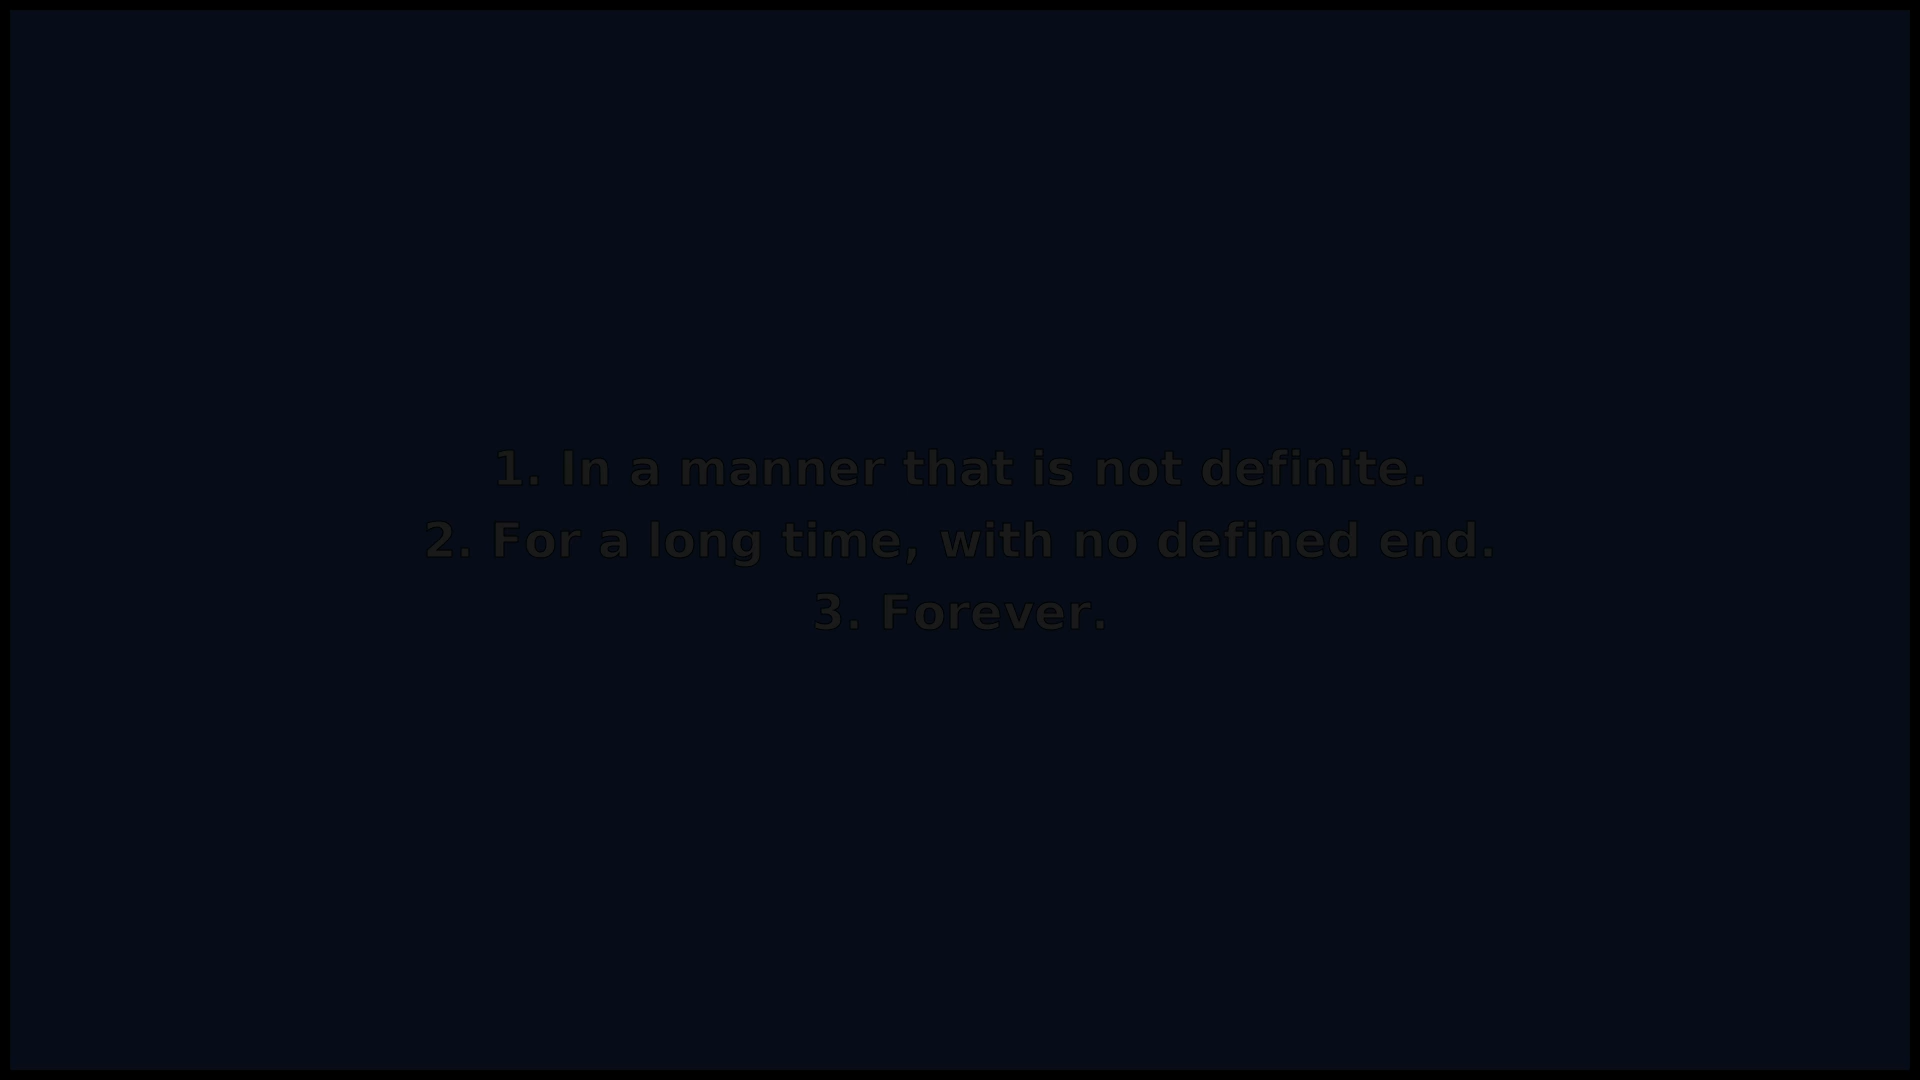 1. In a manner that is not definite.
2. For a long time, with no defined end.
3. Forever.